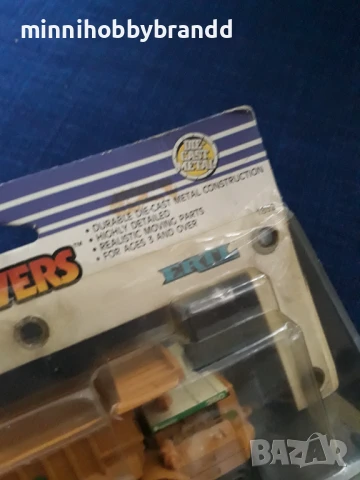 minnihobbybrandd
DIE
CAST
METAL
• DURABLE DIE-CAST METAL CONSTRUCTION
• HIGHLY DETAILED
• REALISTIC MOVING PARTS
• FOR AGES 3 AND OVER
VERS™
ERTL
BAZAR